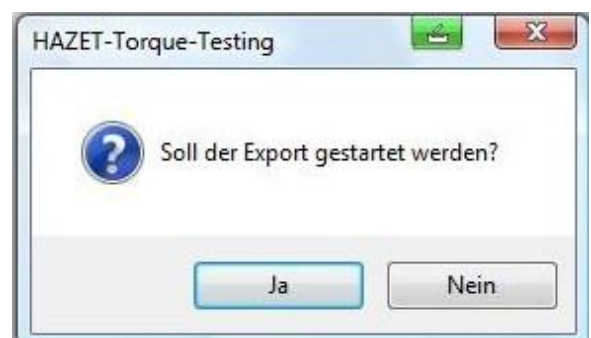 HAZET-Torque-Testing
Soll der Export gestartet werden?
Ja
Nein